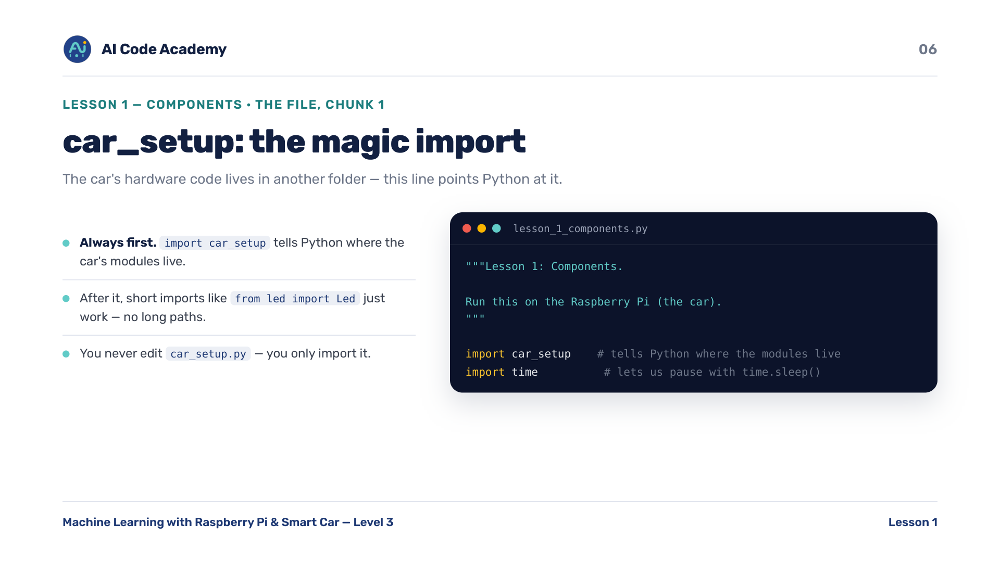 AI Code Academy
06
LESSON 1 — COMPONENTS • THE FILE, CHUNK 1
car_setup: the magic import
The car's hardware code lives in another folder — this line points Python at it.
Always first. import car_setup tells Python where the
car's modules live.
After it, short imports like from led import Led just
work — no long paths.
You never edit car_setup.py — you only import it.
lesson_1_components.py
"""Lesson 1: Components.
Run this on the Raspberry Pi (the car).
"""
import car_setup    # tells Python where the modules live
import time          # lets us pause with time.sleep()
Machine Learning with Raspberry Pi & Smart Car — Level 3
Lesson 1